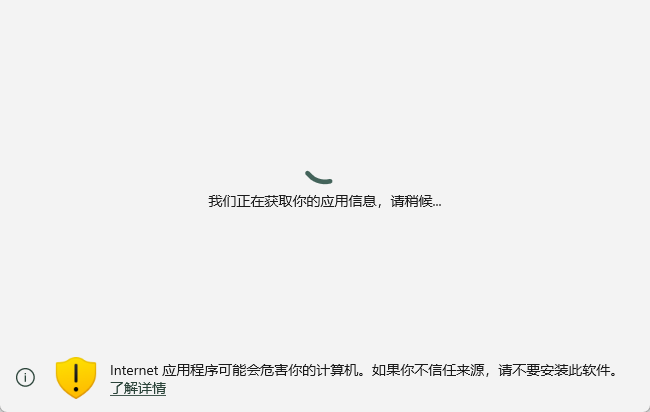 我们正在获取你的应用信息，请稍候...
Internet 应用程序可能会危害你的计算机。如果你不信任来源，请不要安装此软件。
了解详情